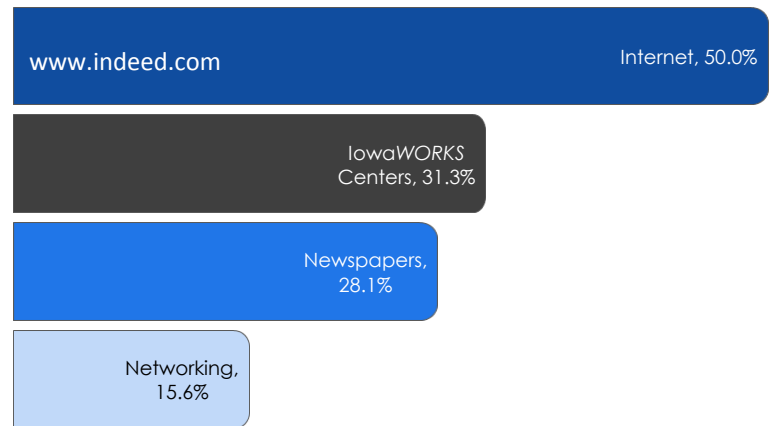 www.indeed.com
Internet, 50.0%
IowaWORKS
Centers, 31.3%
Newspapers,
28.1%
Networking,
15.6%